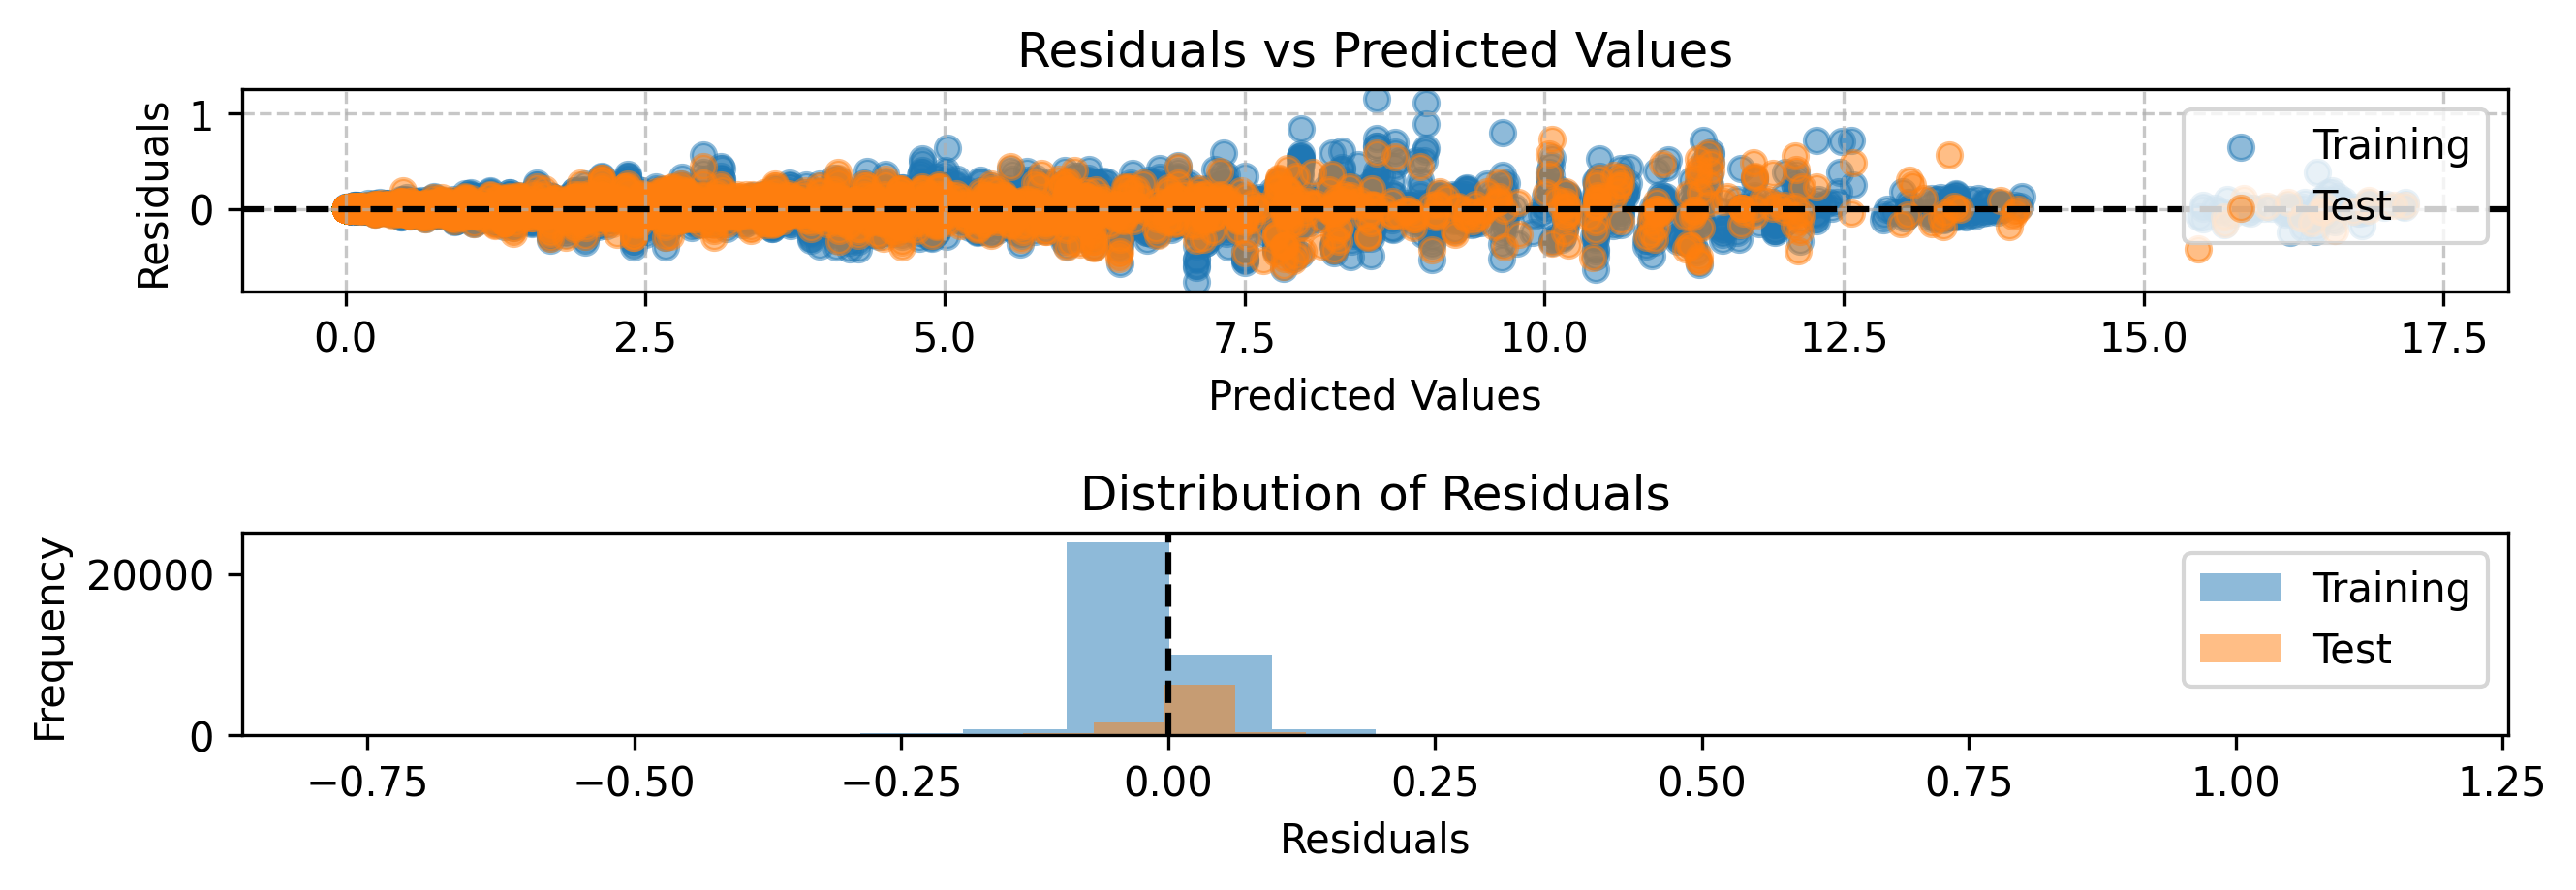 Residuals vs Predicted Values
Residuals
1
0
Training
Test
0.0 2.5 5.0 7.5 10.0 12.5 15.0 17.5
Predicted Values
Distribution of Residuals
Frequency
20000
0
Training
Test
−0.75 −0.50 −0.25 0.00 0.25 0.50 0.75 1.00 1.25
Residuals